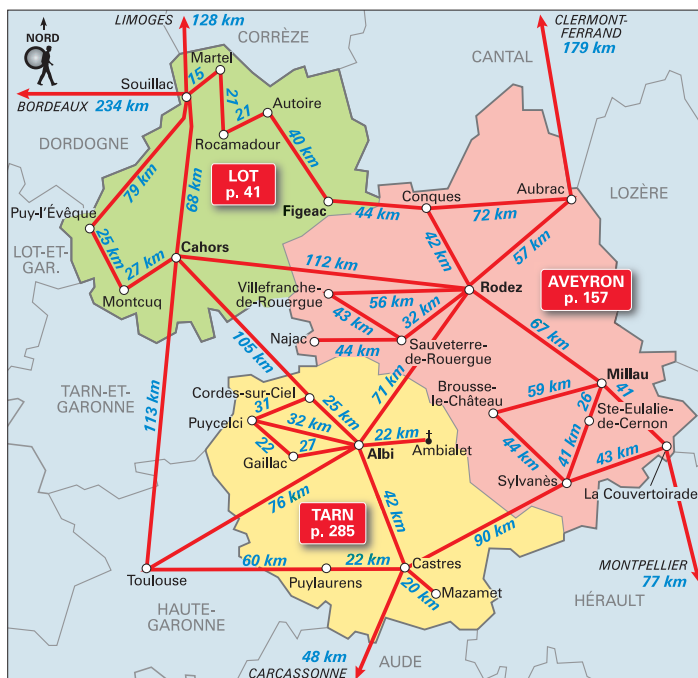 LIMOGES
128 km
NORD
CORRÈZE
CLERMONT-
FERRAND
179 km
CANTAL
Martel
Souillac
15
BORDEAUX 234 km
27
21
Autoire
Rocamadour
DORDOGNE
40 km
LOT
p. 41
79 km
68 km
Figeac
44 km
Conques
72 km
Aubrac
LOZÈRE
Puy-l'Évêque
LOT-ET-
GAR.
25 km
27 km
Cahors
42 km
57 km
112 km
Montcuq
Villefranche-
de-Rouergue
56 km
Rodez
AVEYRON
p. 157
43 km
32 km
Najac
44 km
Sauveterre-
de-Rouergue
67 km
105 km
71 km
Millau
TARN-ET-
GARONNE
113 km
Cordes-sur-Ciel
Brousse-
le-Château
59 km
26
41
Ste-Eulalie-
de-Cernon
31
25 km
Puycelci
32 km
22 km
22
27
Gaillac
Albi
Ambialet
44 km
41 km
43 km
Sylvanès
La Couvertoirade
76 km
42 km
TARN
p. 285
90 km
60 km
22 km
Castres
Toulouse
Puylaurens
20 km
Mazamet
MONTPELLIER
77 km
HÉRAULT
HAUTE-
GARONNE
48 km
CARCASSONNE
AUDE